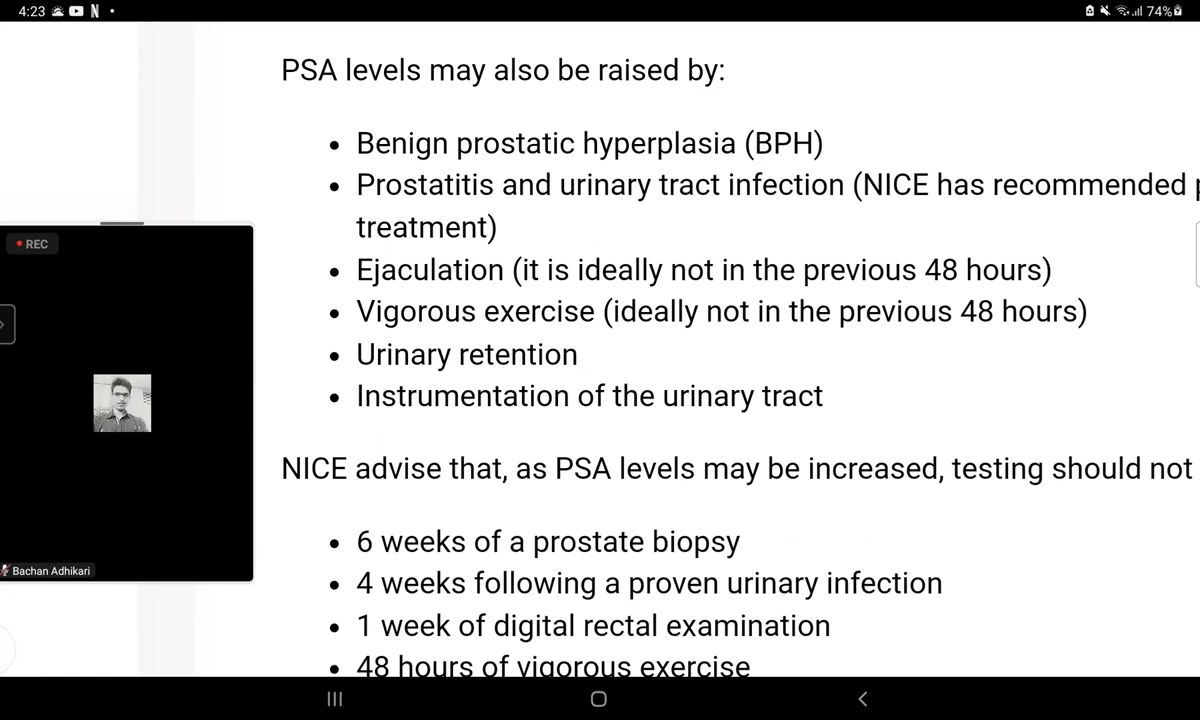 4:23
74%
PSA levels may also be raised by:
• Benign prostatic hyperplasia (BPH)
• Prostatitis and urinary tract infection (NICE has recommended
treatment)
• Ejaculation (it is ideally not in the previous 48 hours)
• Vigorous exercise (ideally not in the previous 48 hours)
• Urinary retention
• Instrumentation of the urinary tract
NICE advise that, as PSA levels may be increased, testing should not
• 6 weeks of a prostate biopsy
• 4 weeks following a proven urinary infection
• 1 week of digital rectal examination
• 48 hours of vigorous exercise
REC
Bachan Adhikari